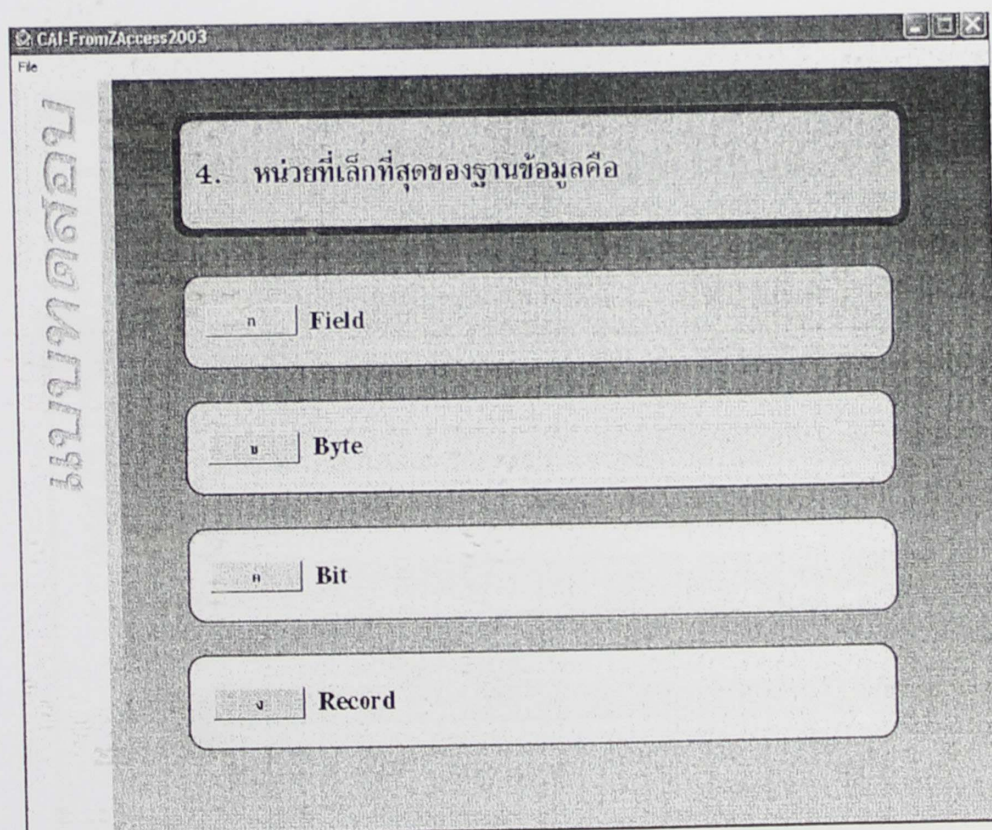 CAI-FromZAccess2003
File
แบบทดสอบ
4. หน่วยที่เล็กที่สุดของฐานข้อมูลคือ
ก Field
ข Byte
ค Bit
ง Record